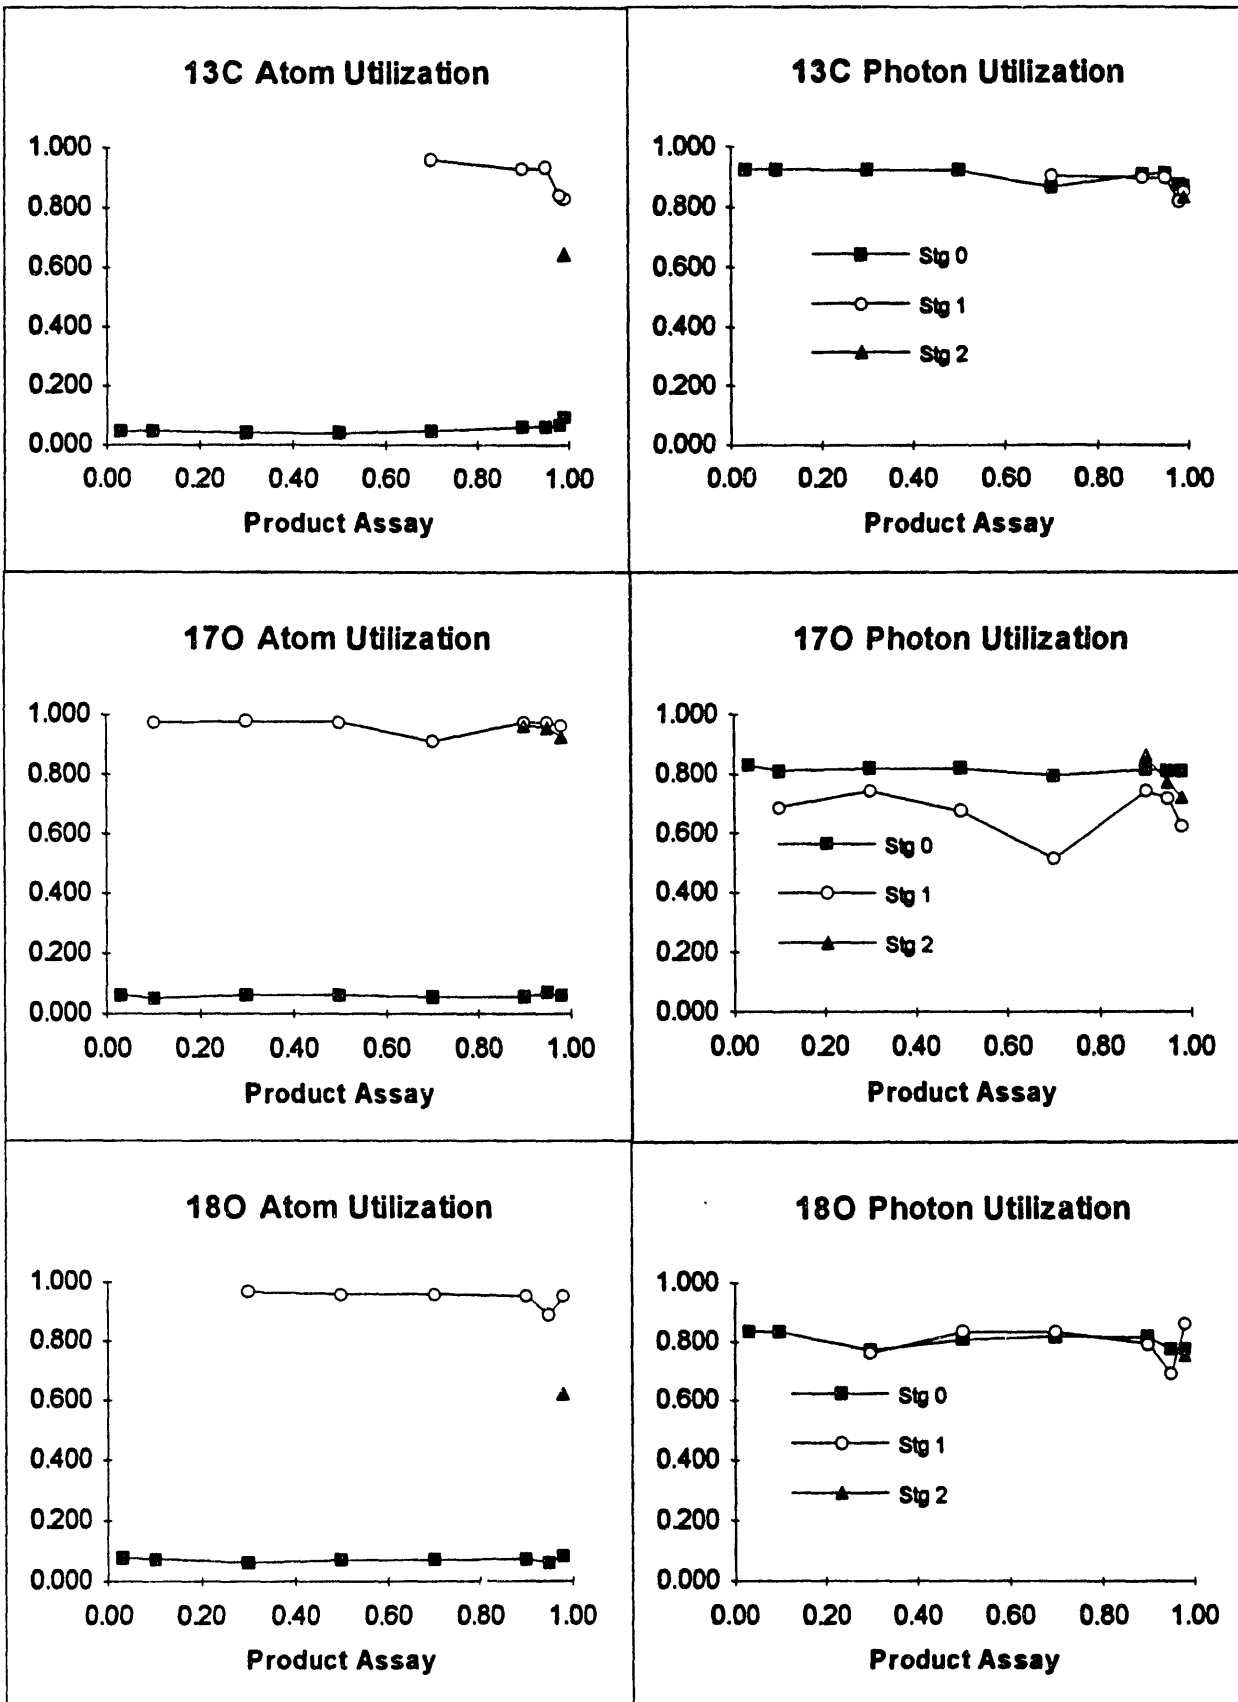 13C Atom Utilization
1.000
0.800
0.600
0.400
0.200
0.000
0.00 0.20 0.40 0.60 0.80 1.00
Product Assay
13C Photon Utilization
1.000
0.800
0.600
0.400
0.200
0.000
Stg 0
Stg 1
Stg 2
0.00 0.20 0.40 0.60 0.80 1.00
Product Assay
17O Atom Utilization
1.000
0.800
0.600
0.400
0.200
0.000
0.00 0.20 0.40 0.60 0.80 1.00
Product Assay
17O Photon Utilization
1.000
0.800
0.600
0.400
0.200
0.000
Stg 0
Stg 1
Stg 2
0.00 0.20 0.40 0.60 0.80 1.00
Product Assay
18O Atom Utilization
1.000
0.800
0.600
0.400
0.200
0.000
0.00 0.20 0.40 0.60 0.80 1.00
Product Assay
18O Photon Utilization
1.000
0.800
0.600
0.400
0.200
0.000
Stg 0
Stg 1
Stg 2
0.00 0.20 0.40 0.60 0.80 1.00
Product Assay